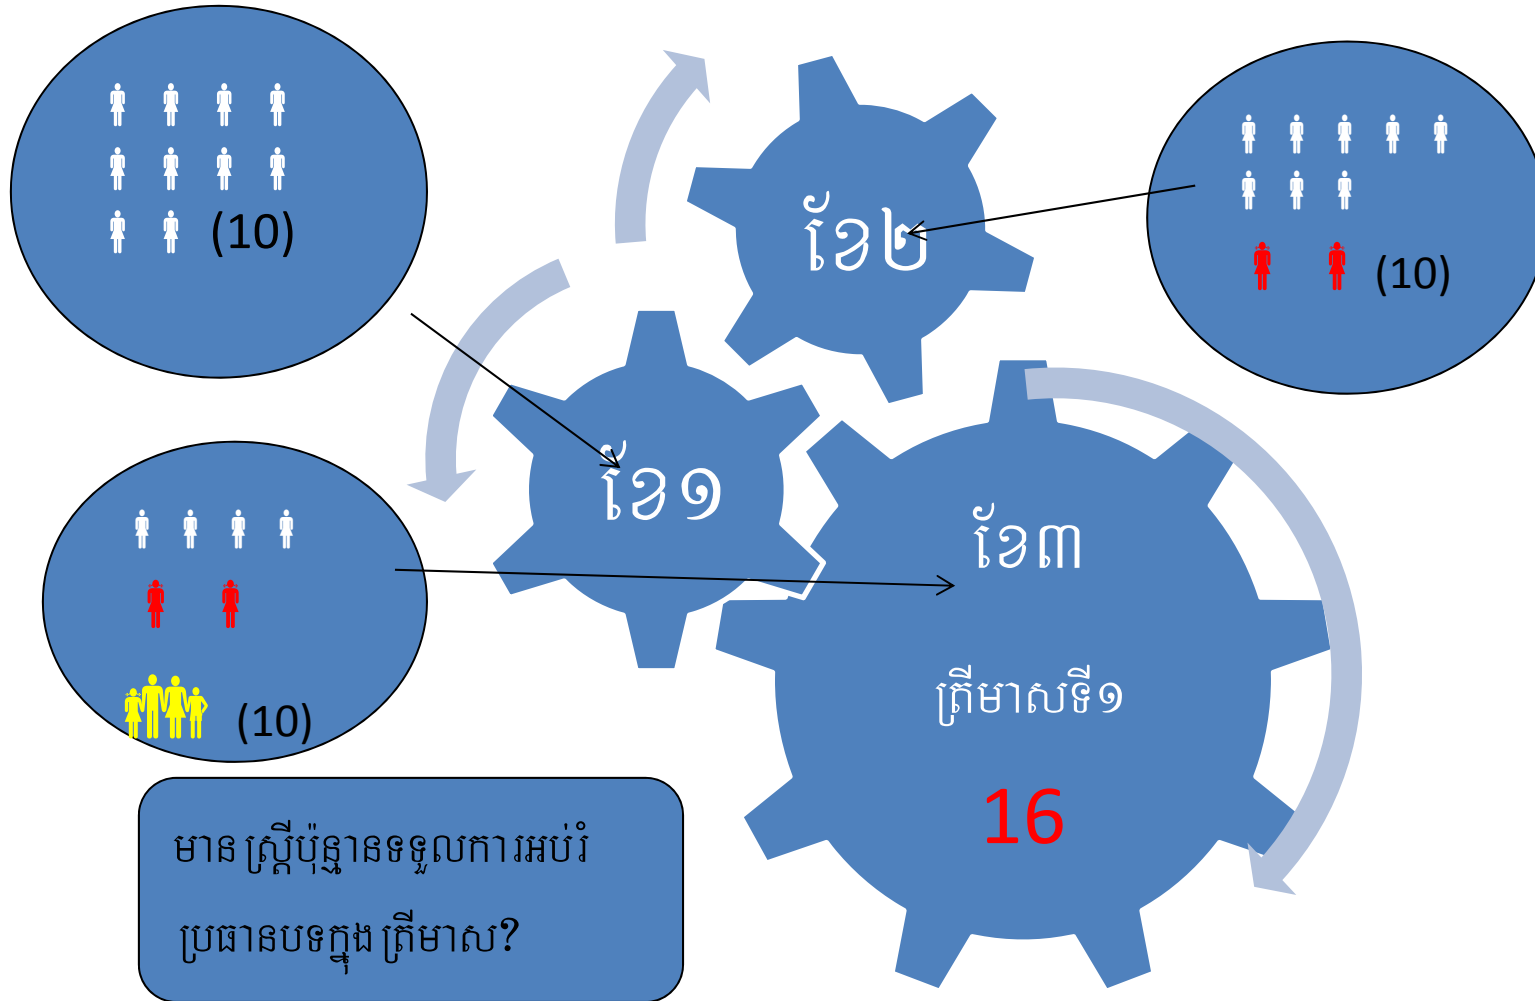 (10)
ខែ២
(10)
ខែ១
ខែ៣
(10)
ត្រីមាសទី១
16
មានស្ត្រីប៉ុន្មានទទួលការអប់រំ
ប្រធានបទក្នុងត្រីមាស?